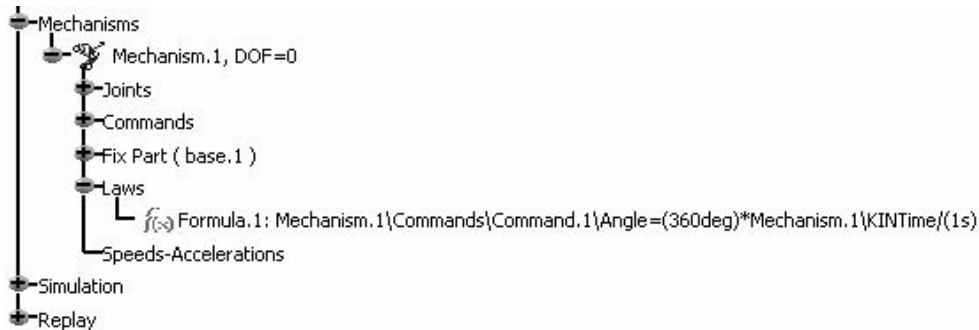 Mechanisms
Mechanism.1, DOF=0
Joints
Commands
Fix Part ( base.1 )
Laws
f(x) Formula.1: Mechanism.1\Commands\Command.1\Angle=(360deg)*Mechanism.1\KINTime/(1s)
Speeds-Accelerations
Simulation
Replay